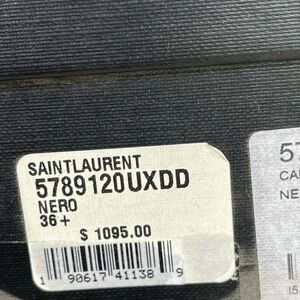 SAINTLAURENT
5789120UXDD
NERO
36+
$ 1095.00
1 90617 41138 9
57
CA
NE